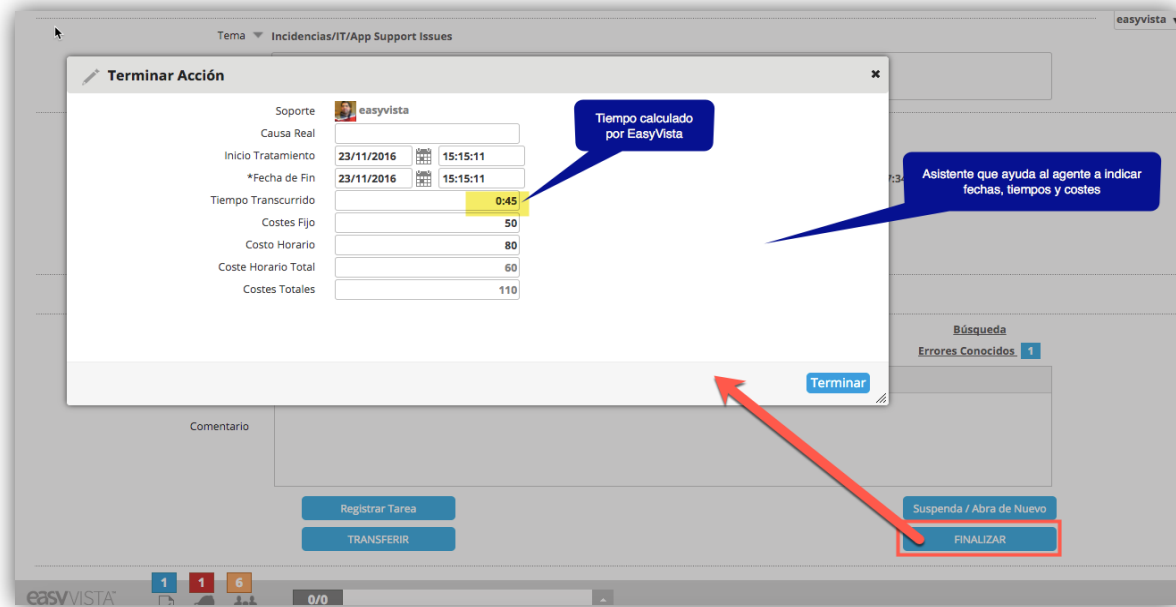 easyvista
Tema Incidencias/IT/App Support Issues
Terminar Acción
Soporte easyvista
Causa Real
Inicio Tratamiento 23/11/2016 15:15:11
*Fecha de Fin 23/11/2016 15:15:11
Tiempo Transcurrido 0:45
Costes Fijo 50
Costo Horario 80
Coste Horario Total 60
Costes Totales 110
Tiempo calculado
por EasyVista
Asistente que ayuda al agente a indicar
fechas, tiempos y costes
Terminar
Búsqueda
Errores Conocidos 1
Comentario
Registrar Tarea
Suspenda / Abra de Nuevo
TRANSFERIR
FINALIZAR
1 1 6
easyVISTA
0/0